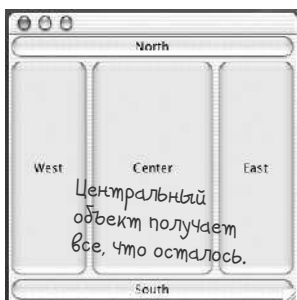 North
West Center East
Центральный
объект получает
все, что осталось.
South